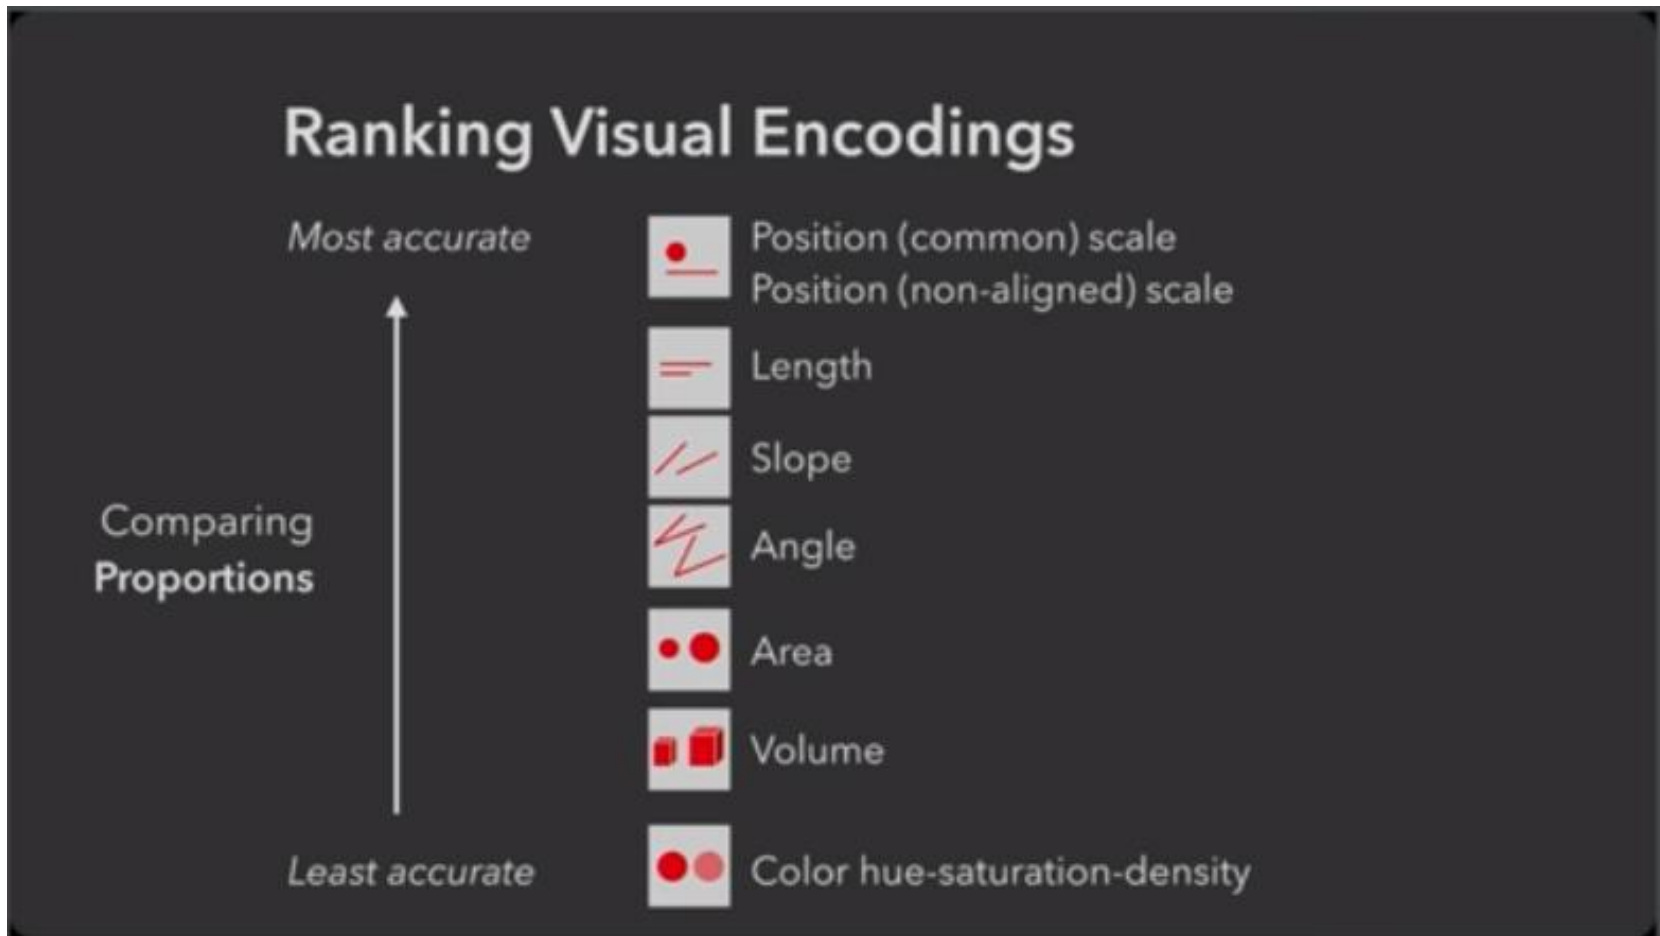 Ranking Visual Encodings
Most accurate
Position (common) scale
Position (non-aligned) scale
Length
Slope
Comparing
Proportions
Angle
Area
Volume
Least accurate
Color hue-saturation-density